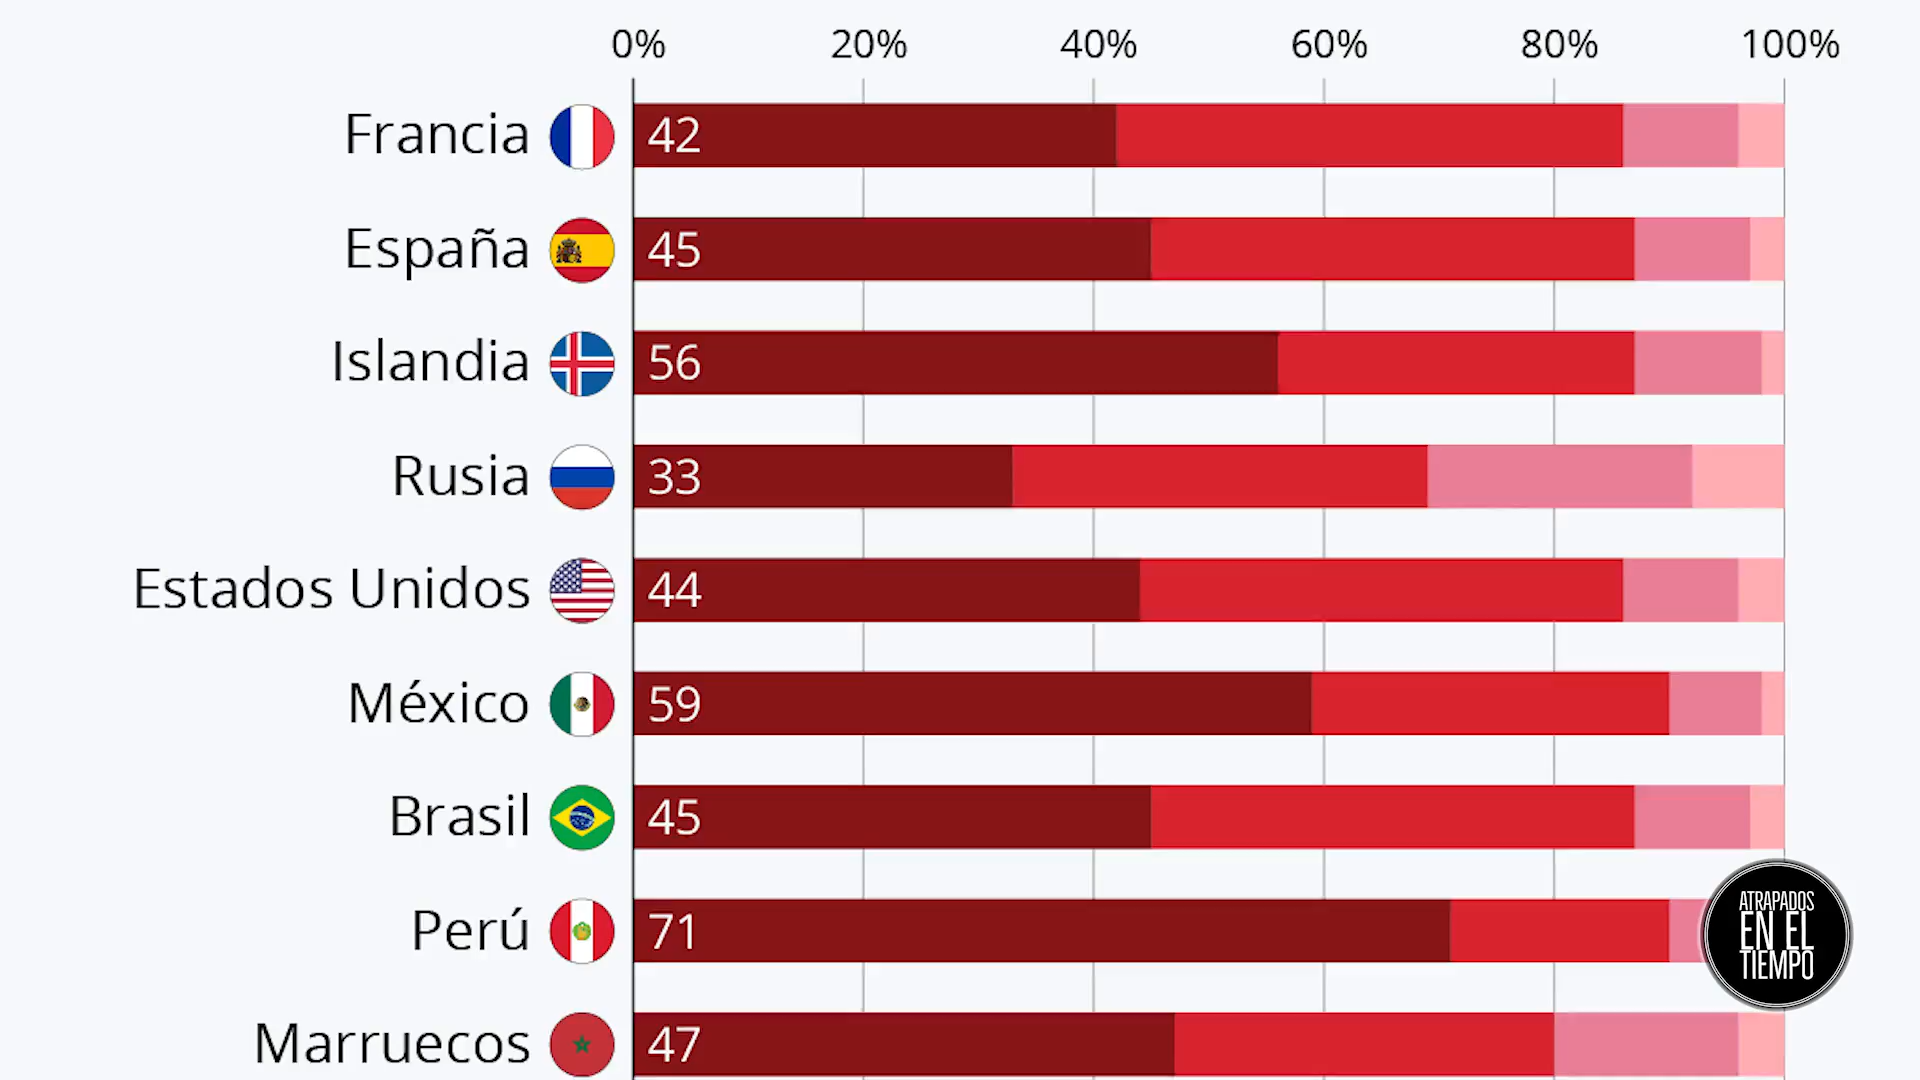 0% 20% 40% 60% 80% 100%
Francia 42
España 45
Islandia 56
Rusia 33
Estados Unidos 44
México 59
Brasil 45
Perú 71
ATRAPADOS
EN EL
TIEMPO
Marruecos 47